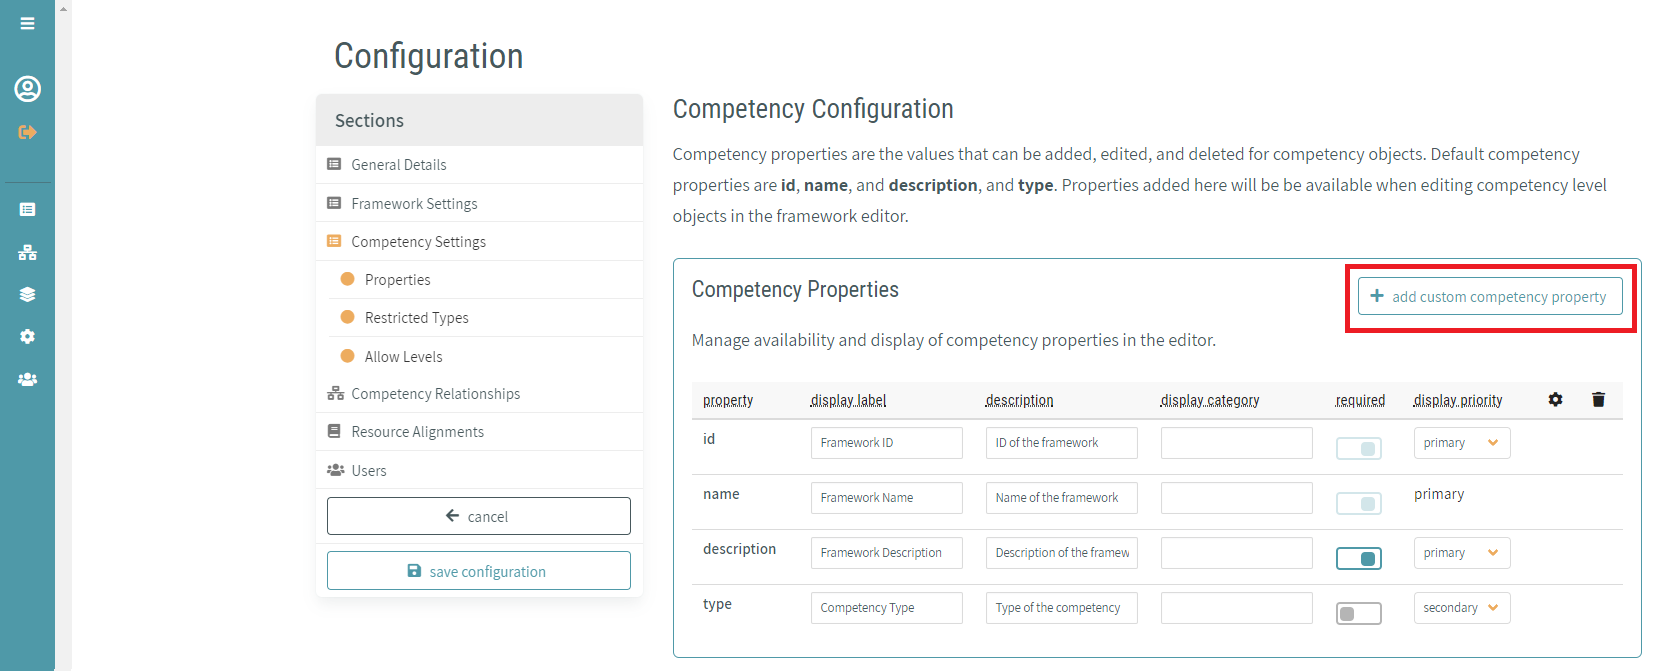 Configuration
Sections
General Details
Framework Settings
Competency Settings
Properties
Restricted Types
Allow Levels
Competency Relationships
Resource Alignments
Users
cancel
save configuration
Competency Configuration
Competency properties are the values that can be added, edited, and deleted for competency objects. Default competency
properties are id, name, and description, and type. Properties added here will be be available when editing competency level
objects in the framework editor.
Competency Properties
add custom competency property
Manage availability and display of competency properties in the editor.
property display label description display category required display priority
id Framework ID ID of the framework primary
name Framework Name Name of the framework primary
description Framework Description Description of the framew primary
type Competency Type Type of the competency secondary